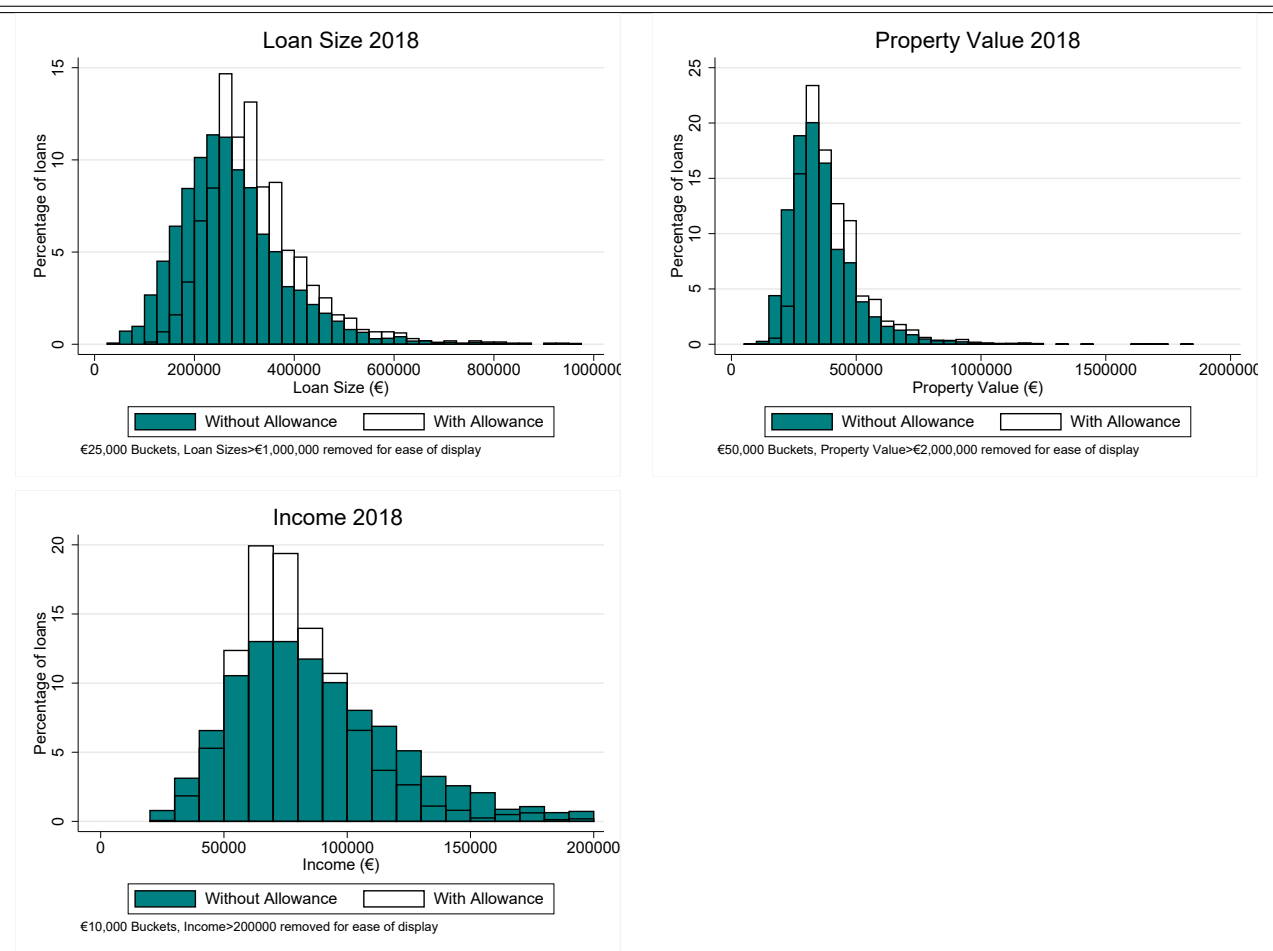 Loan Size 2018
Percentage of loans
15
10
5
0
0 200000 400000 600000 800000 1000000
Loan Size (€)
Without Allowance With Allowance
€25,000 Buckets, Loan Sizes>€1,000,000 removed for ease of display
Property Value 2018
Percentage of loans
25
20
15
10
5
0
0 500000 1000000 1500000 2000000
Property Value (€)
Without Allowance With Allowance
€50,000 Buckets, Property Value>€2,000,000 removed for ease of display
Income 2018
Percentage of loans
20
15
10
5
0
0 50000 100000 150000 200000
Income (€)
Without Allowance With Allowance
€10,000 Buckets, Income>200000 removed for ease of display